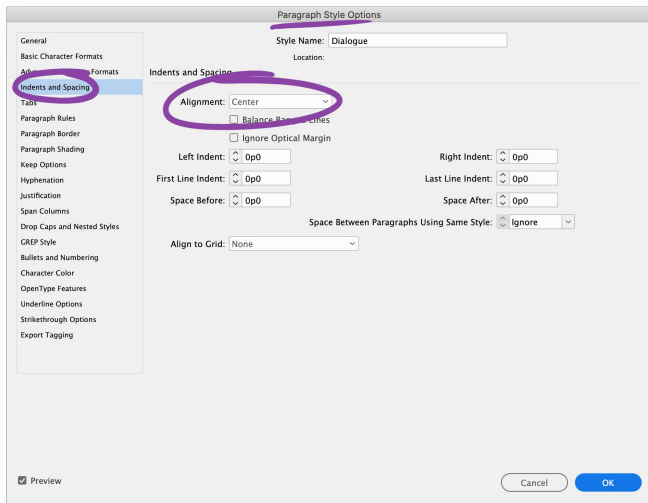 Paragraph Style Options
General
Basic Character Formats
Formats
Indents and Spacing
Tabs
Paragraph Rules
Paragraph Border
Paragraph Shading
Keep Options
Hyphenation
Justification
Span Columns
Drop Caps and Nested Styles
GREP Style
Bullets and Numbering
Character Color
OpenType Features
Underline Options
Strikethrough Options
Export Tagging
Style Name: Dialogue
Location:
Indents and Spacing
Alignment: Center
Balance Ragged Lines
Ignore Optical Margin
Left Indent: 0p0 Right Indent: 0p0
First Line Indent: 0p0 Last Line Indent: 0p0
Space Before: 0p0 Space After: 0p0
Space Between Paragraphs Using Same Style: Ignore
Align to Grid: None
Preview
Cancel OK